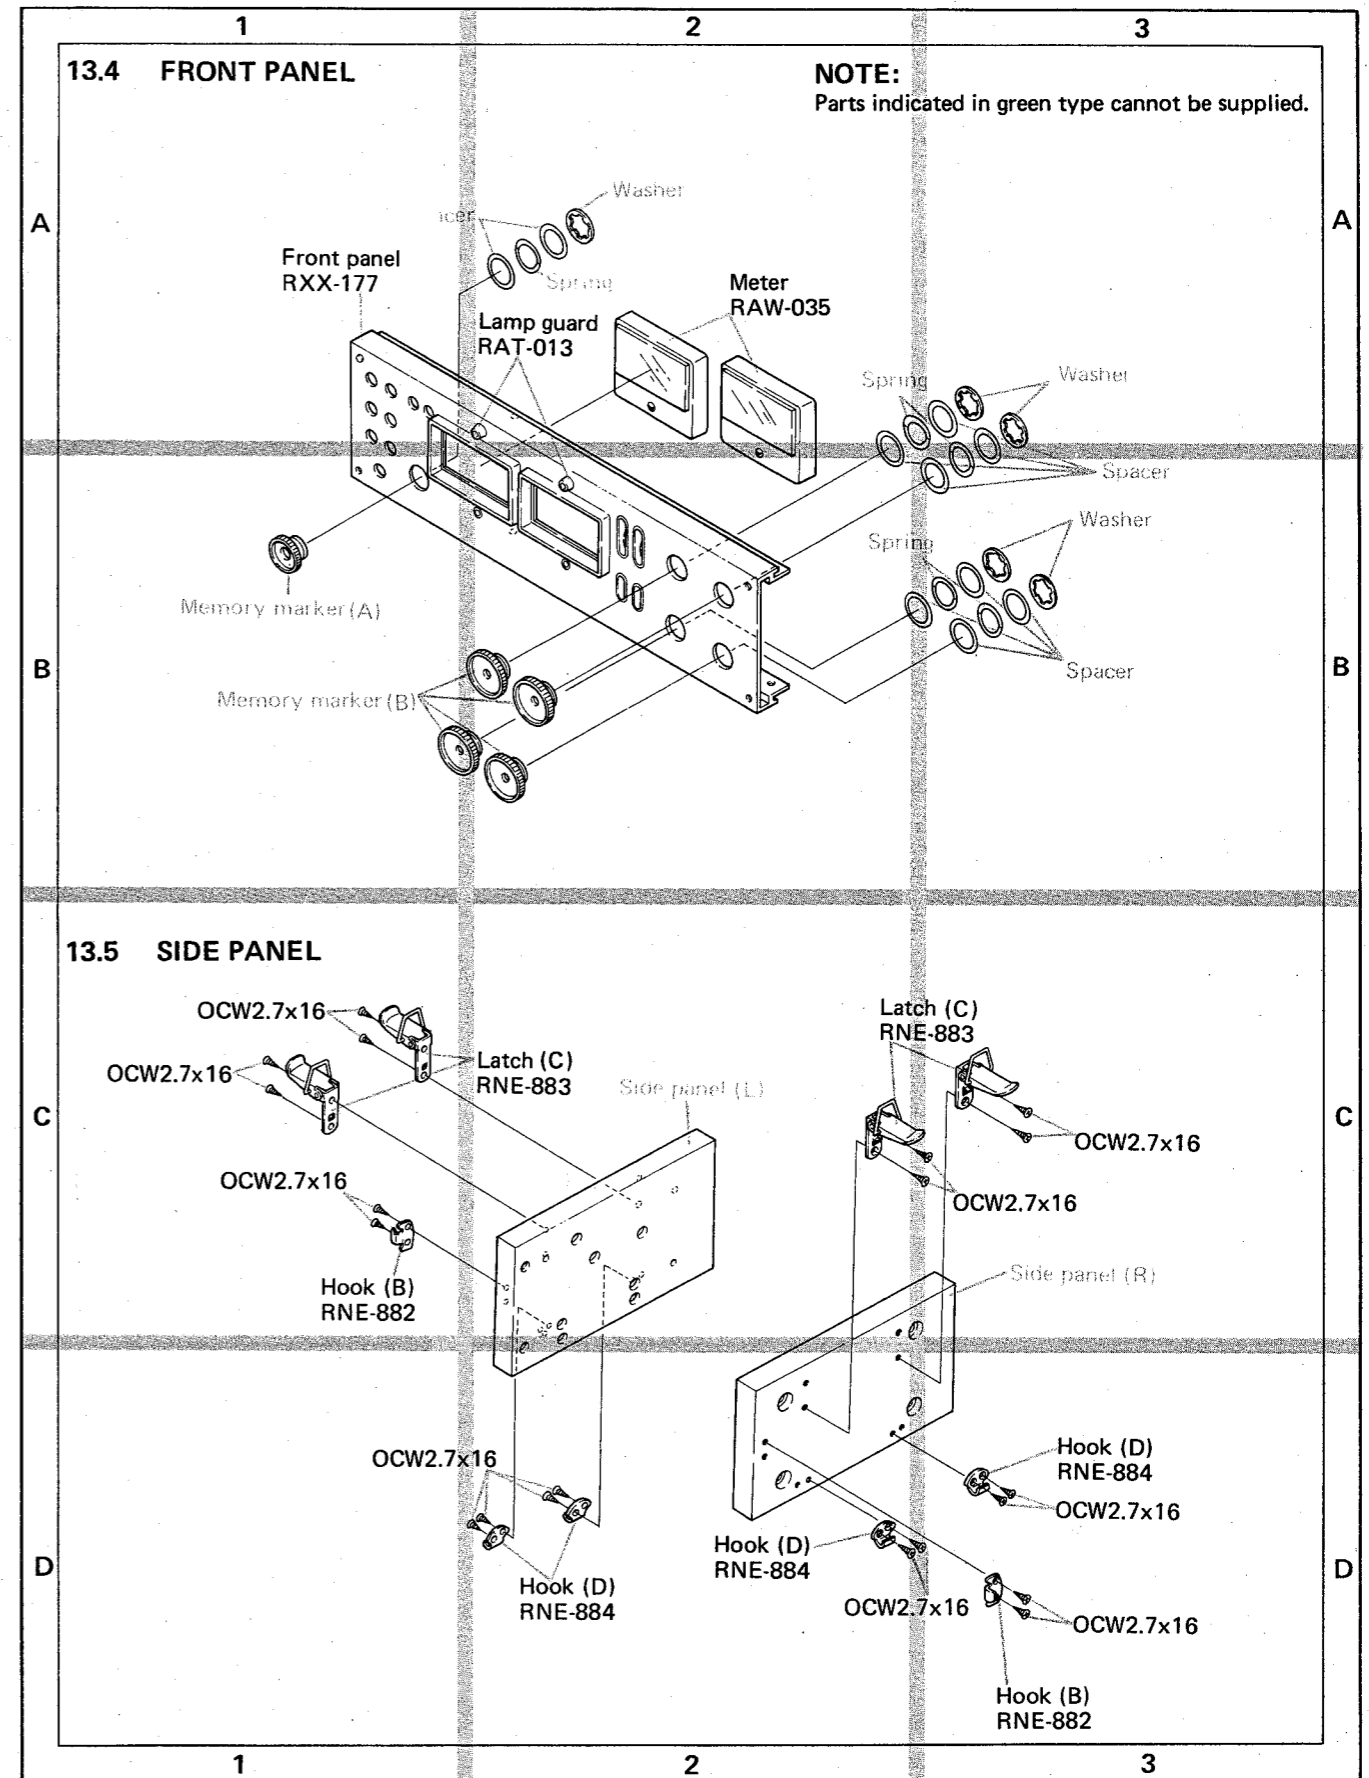 1 2 3
13.4 FRONT PANEL
NOTE:
Parts indicated in green type cannot be supplied.
A
A
Washer
Spring
Front panel
RXX-177
Lamp guard
RAT-013
Meter
RAW-035
Spring
Washer
Spacer
Washer
Spring
Spacer
Memory marker (A)
Memory marker (B)
B
B
13.5 SIDE PANEL
OCW2.7x16
OCW2.7x16
Latch (C)
RNE-883
Side panel (L)
OCW2.7x16
Hook (B)
RNE-882
Latch (C)
RNE-883
OCW2.7x16
OCW2.7x16
C
C
Side panel (R)
OCW2.7x16
Hook (D)
RNE-884
Hook (D)
RNE-884
OCW2.7x16
Hook (D)
RNE-884
OCW2.7x16
OCW2.7x16
Hook (B)
RNE-882
D
D
1 2 3